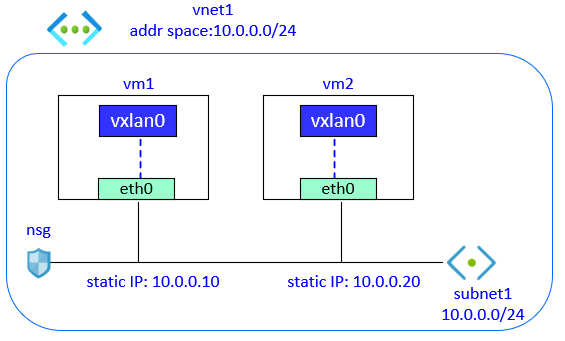 vnet1
addr space:10.0.0.0/24
vm1
vm2
vxlan0
vxlan0
eth0
eth0
nsg
static IP: 10.0.0.10
static IP: 10.0.0.20
subnet1
10.0.0.0/24